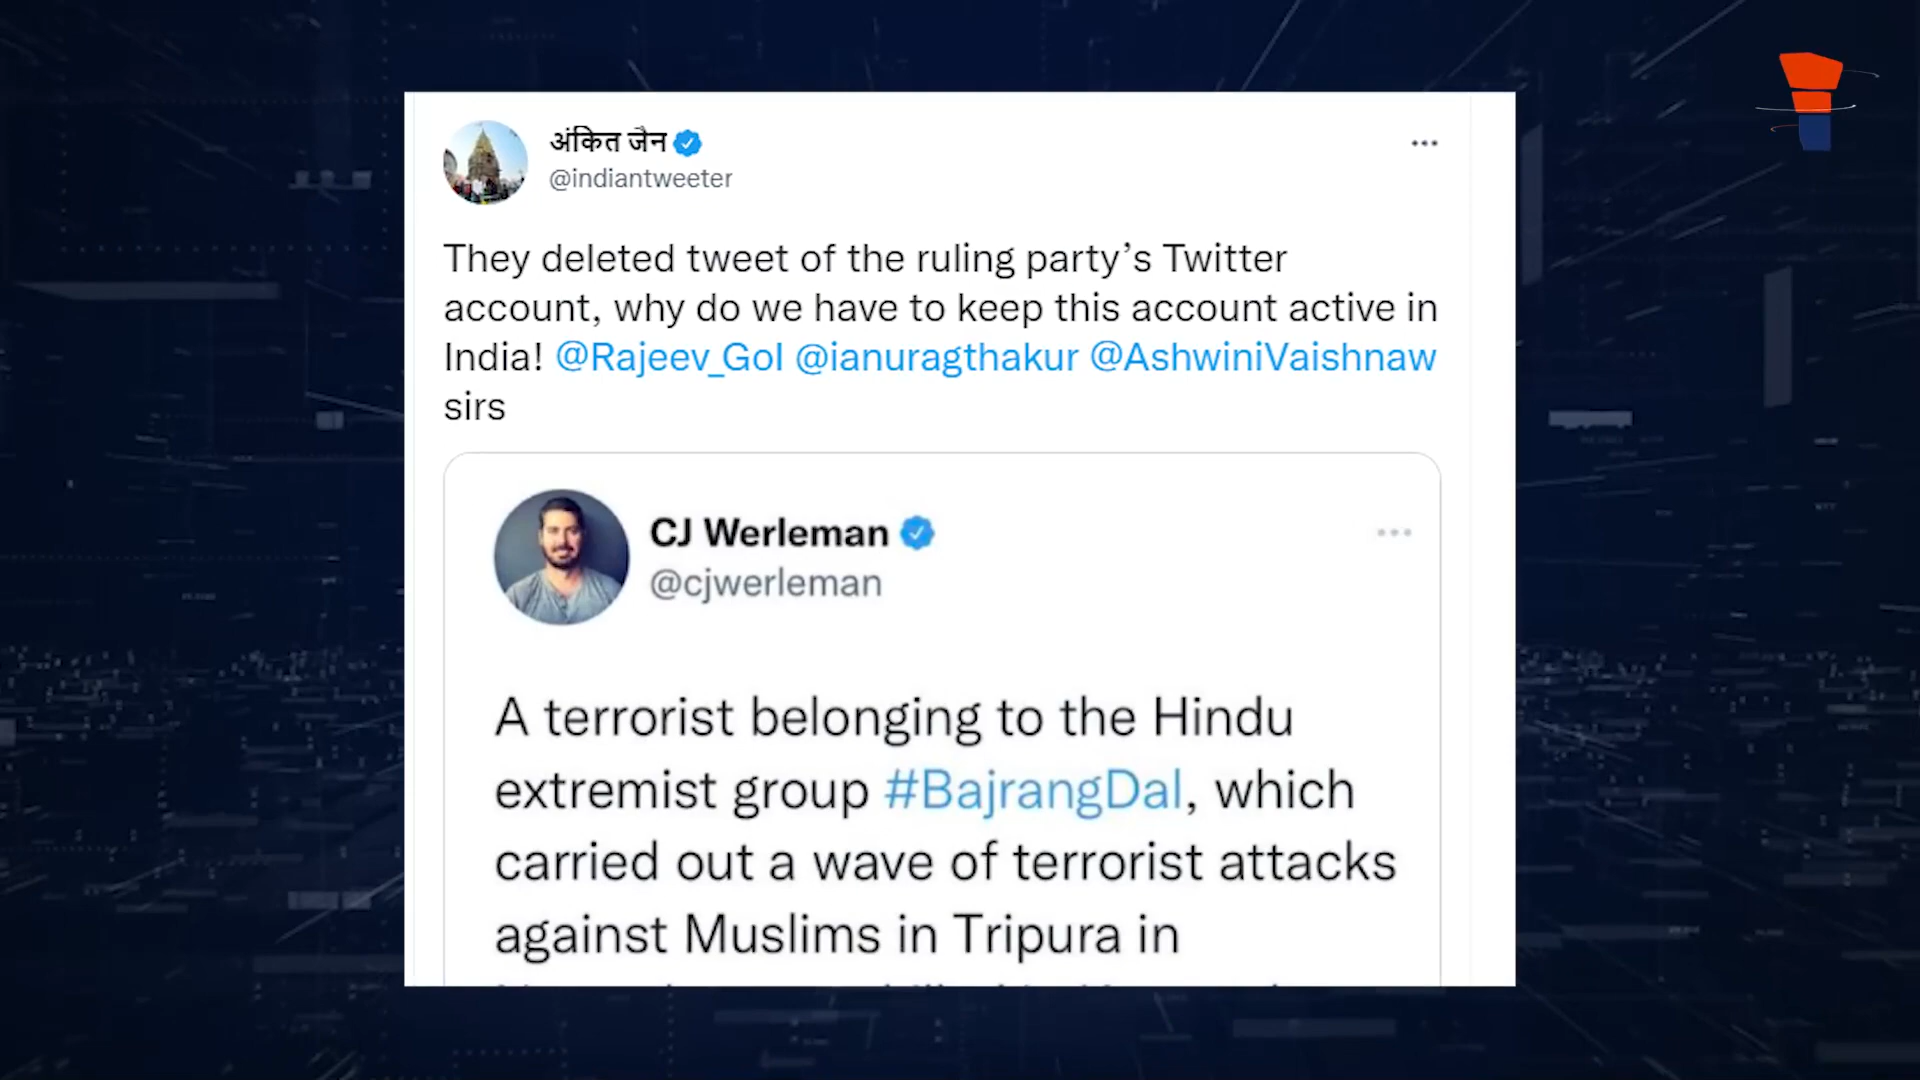 अंकित जैन
@indiantweeter
They deleted tweet of the ruling party’s Twitter
account, why do we have to keep this account active in
India! @Rajeev_GoI @ianuragthakur @AshwiniVaishnaw
sirs
CJ Werleman
@cjwerleman
A terrorist belonging to the Hindu
extremist group #BajrangDal, which
carried out a wave of terrorist attacks
against Muslims in Tripura in